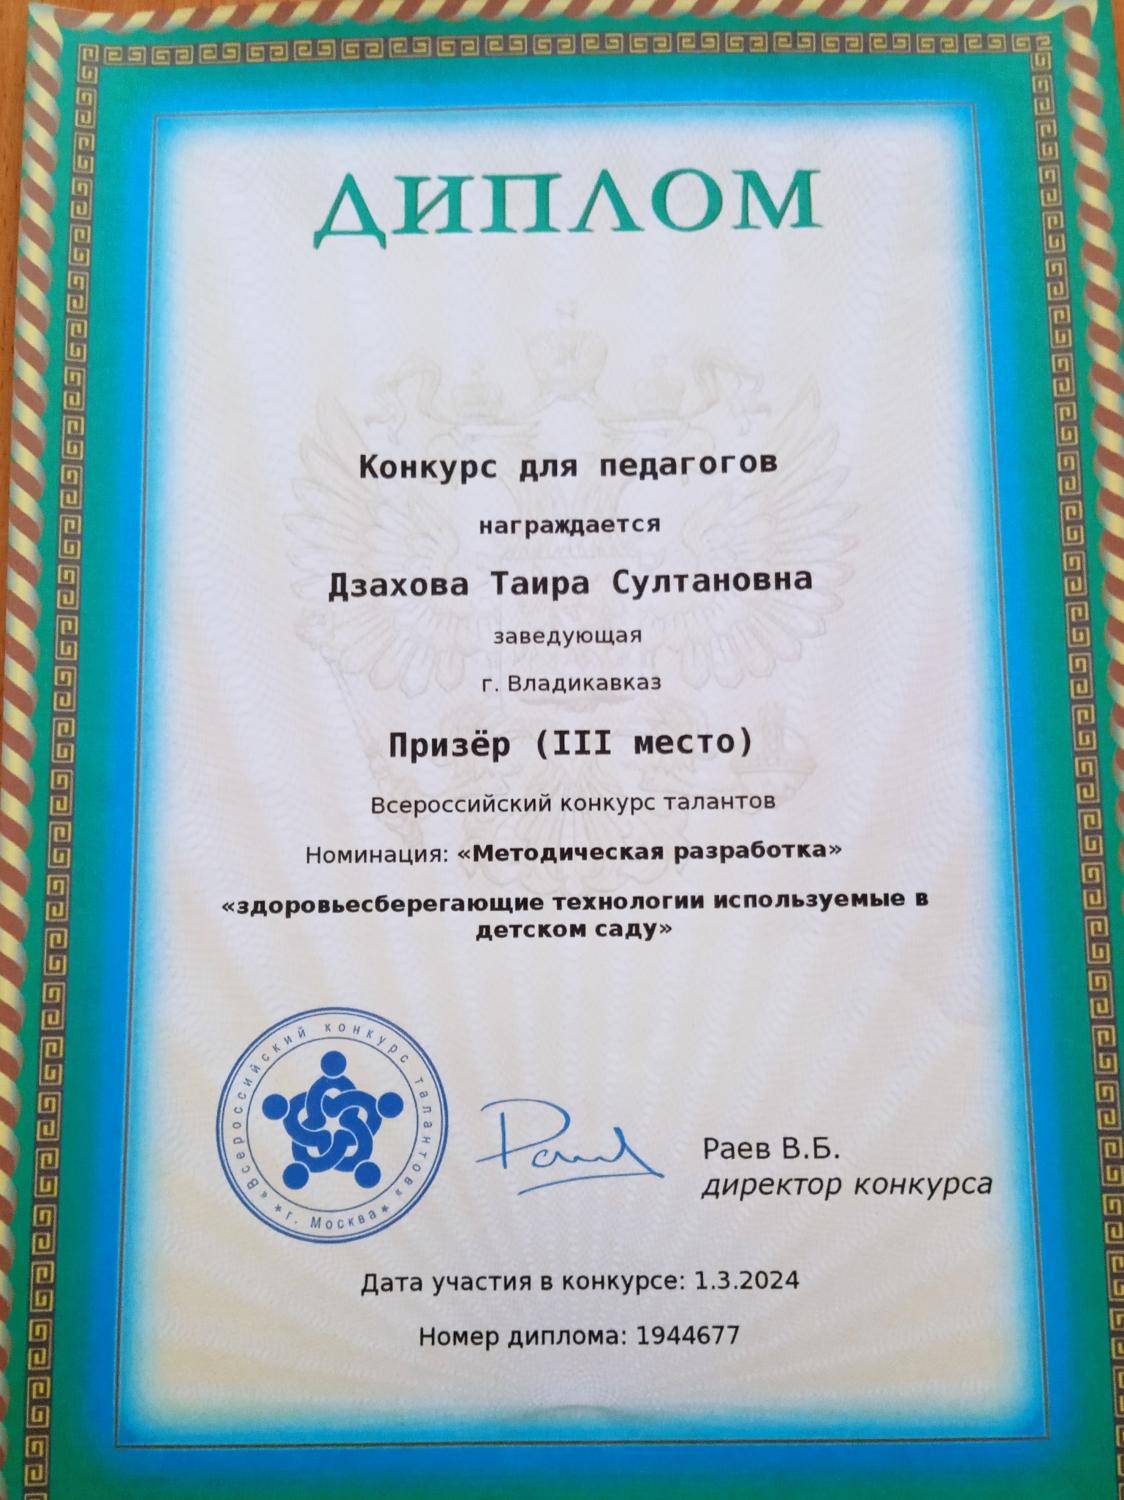 ДИПЛОМ
Конкурс для педагогов
награждается
Дзахова Таира Султановна
заведующая
г. Владикавказ
Призёр (III место)
Всероссийский конкурс талантов
Номинация: «Методическая разработка»
«здоровьесберегающие технологии используемые в
детском саду»
«Всероссийский конкурс талантов»
* г. Москва *
Раев В.Б.
директор конкурса
Дата участия в конкурсе: 1.3.2024
Номер диплома: 1944677